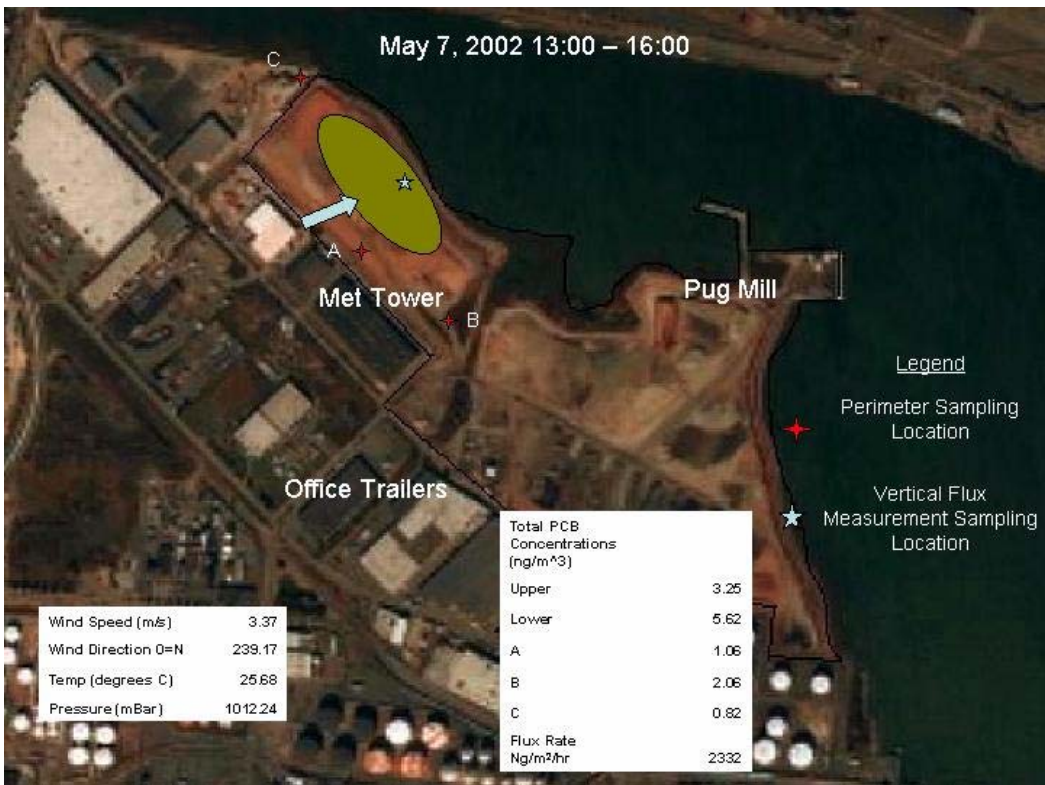 May 7, 2002 13:00 – 16:00
C
A
Met Tower
B
Pug Mill
Legend
Perimeter Sampling
Location
Office Trailers
Vertical Flux
Measurement Sampling
Location
Total PCB
Concentrations
(ng/m^3)
Upper 3.25
Lower 5.62
A 1.06
B 2.06
C 0.82
Flux Rate
Ng/m²/hr 2332
Wind Speed (m/s) 3.37
Wind Direction 0=N 239.17
Temp (degrees C) 25.68
Pressure (mBar) 1012.24